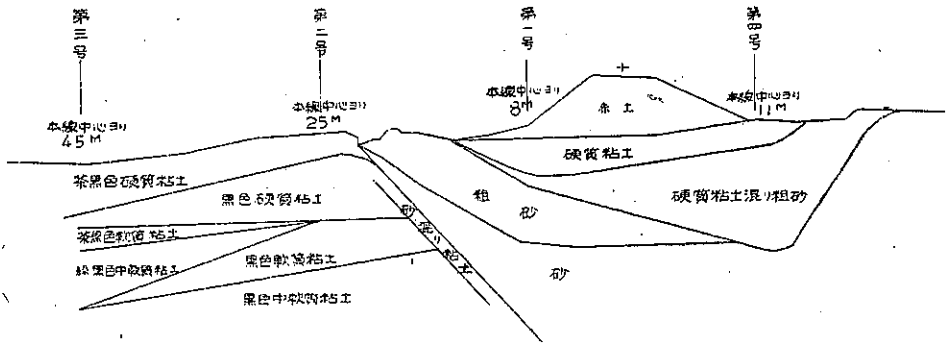 第三号
第二号
第一号
第四号
本線中心ヨリ
45M
本線中心ヨリ
25M
本線中心ヨリ
8M
本線中心ヨリ
11M
赤土
硬質粘土
茶黒色硬質粘土
黒色硬質粘土
粗砂
硬質粘土混リ粗砂
茶緑色軟質粘土
砂混リ粘土
緑黒色中軟質粘土
黒色軟質粘土
砂
黒色中軟質粘土